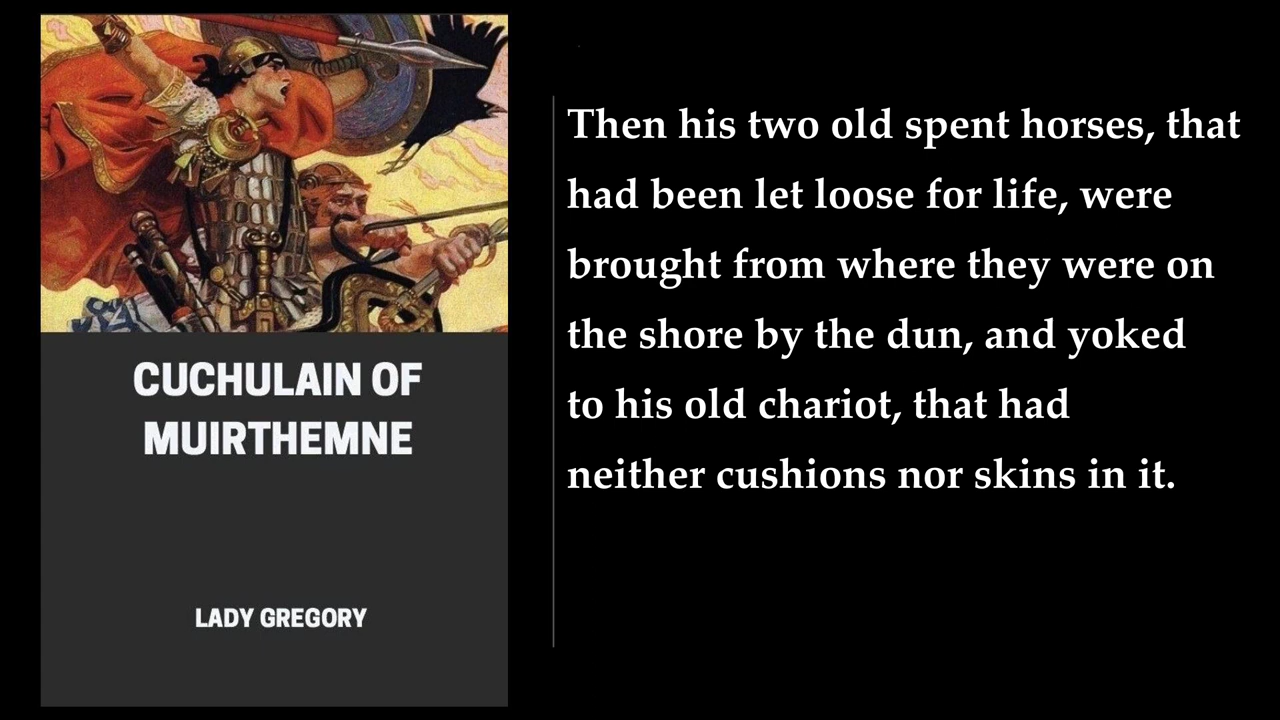 CUCHULAIN OF
MUIRTHEMNE
LADY GREGORY
Then his two old spent horses, that
had been let loose for life, were
brought from where they were on
the shore by the dun, and yoked
to his old chariot, that had
neither cushions nor skins in it.